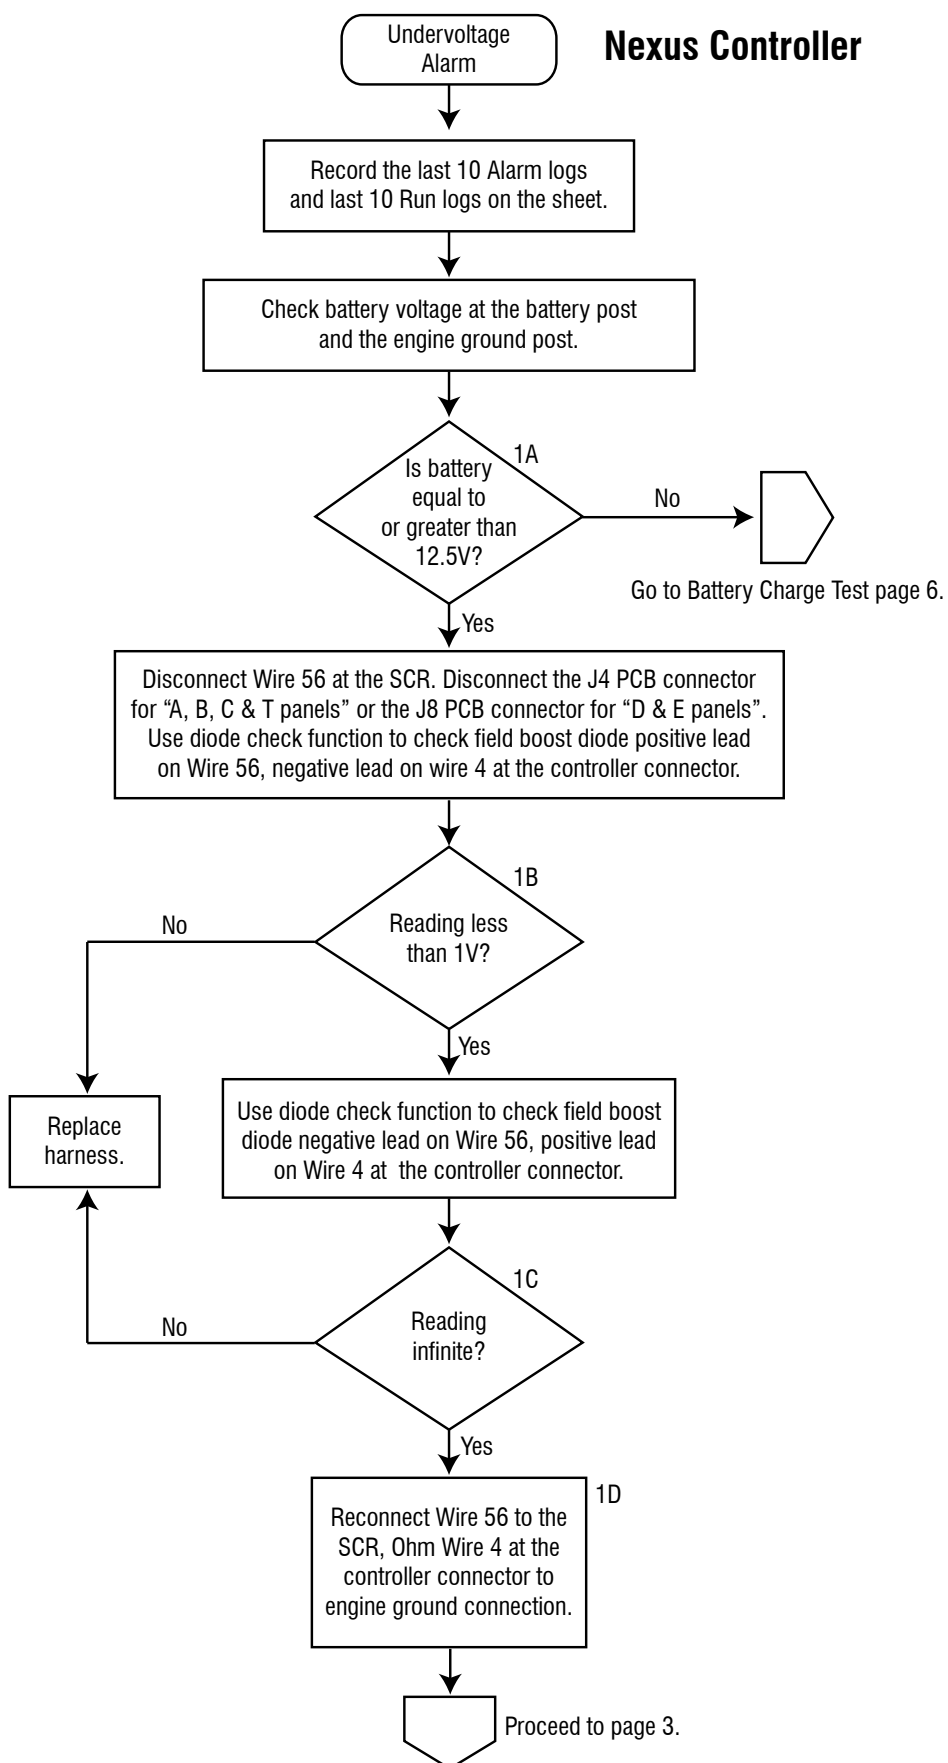 Undervoltage
Alarm
Nexus Controller
Record the last 10 Alarm logs
and last 10 Run logs on the sheet.
Check battery voltage at the battery post
and the engine ground post.
1A
Is battery
equal to
or greater than
12.5V?
No
Go to Battery Charge Test page 6.
Yes
Disconnect Wire 56 at the SCR. Disconnect the J4 PCB connector
for “A, B, C & T panels” or the J8 PCB connector for “D & E panels”.
Use diode check function to check field boost diode positive lead
on Wire 56, negative lead on wire 4 at the controller connector.
1B
Reading less
than 1V?
No
Yes
Replace
harness.
Use diode check function to check field boost
diode negative lead on Wire 56, positive lead
on Wire 4 at the controller connector.
1C
Reading
infinite?
No
Yes
1D
Reconnect Wire 56 to the
SCR, Ohm Wire 4 at the
controller connector to
engine ground connection.
Proceed to page 3.